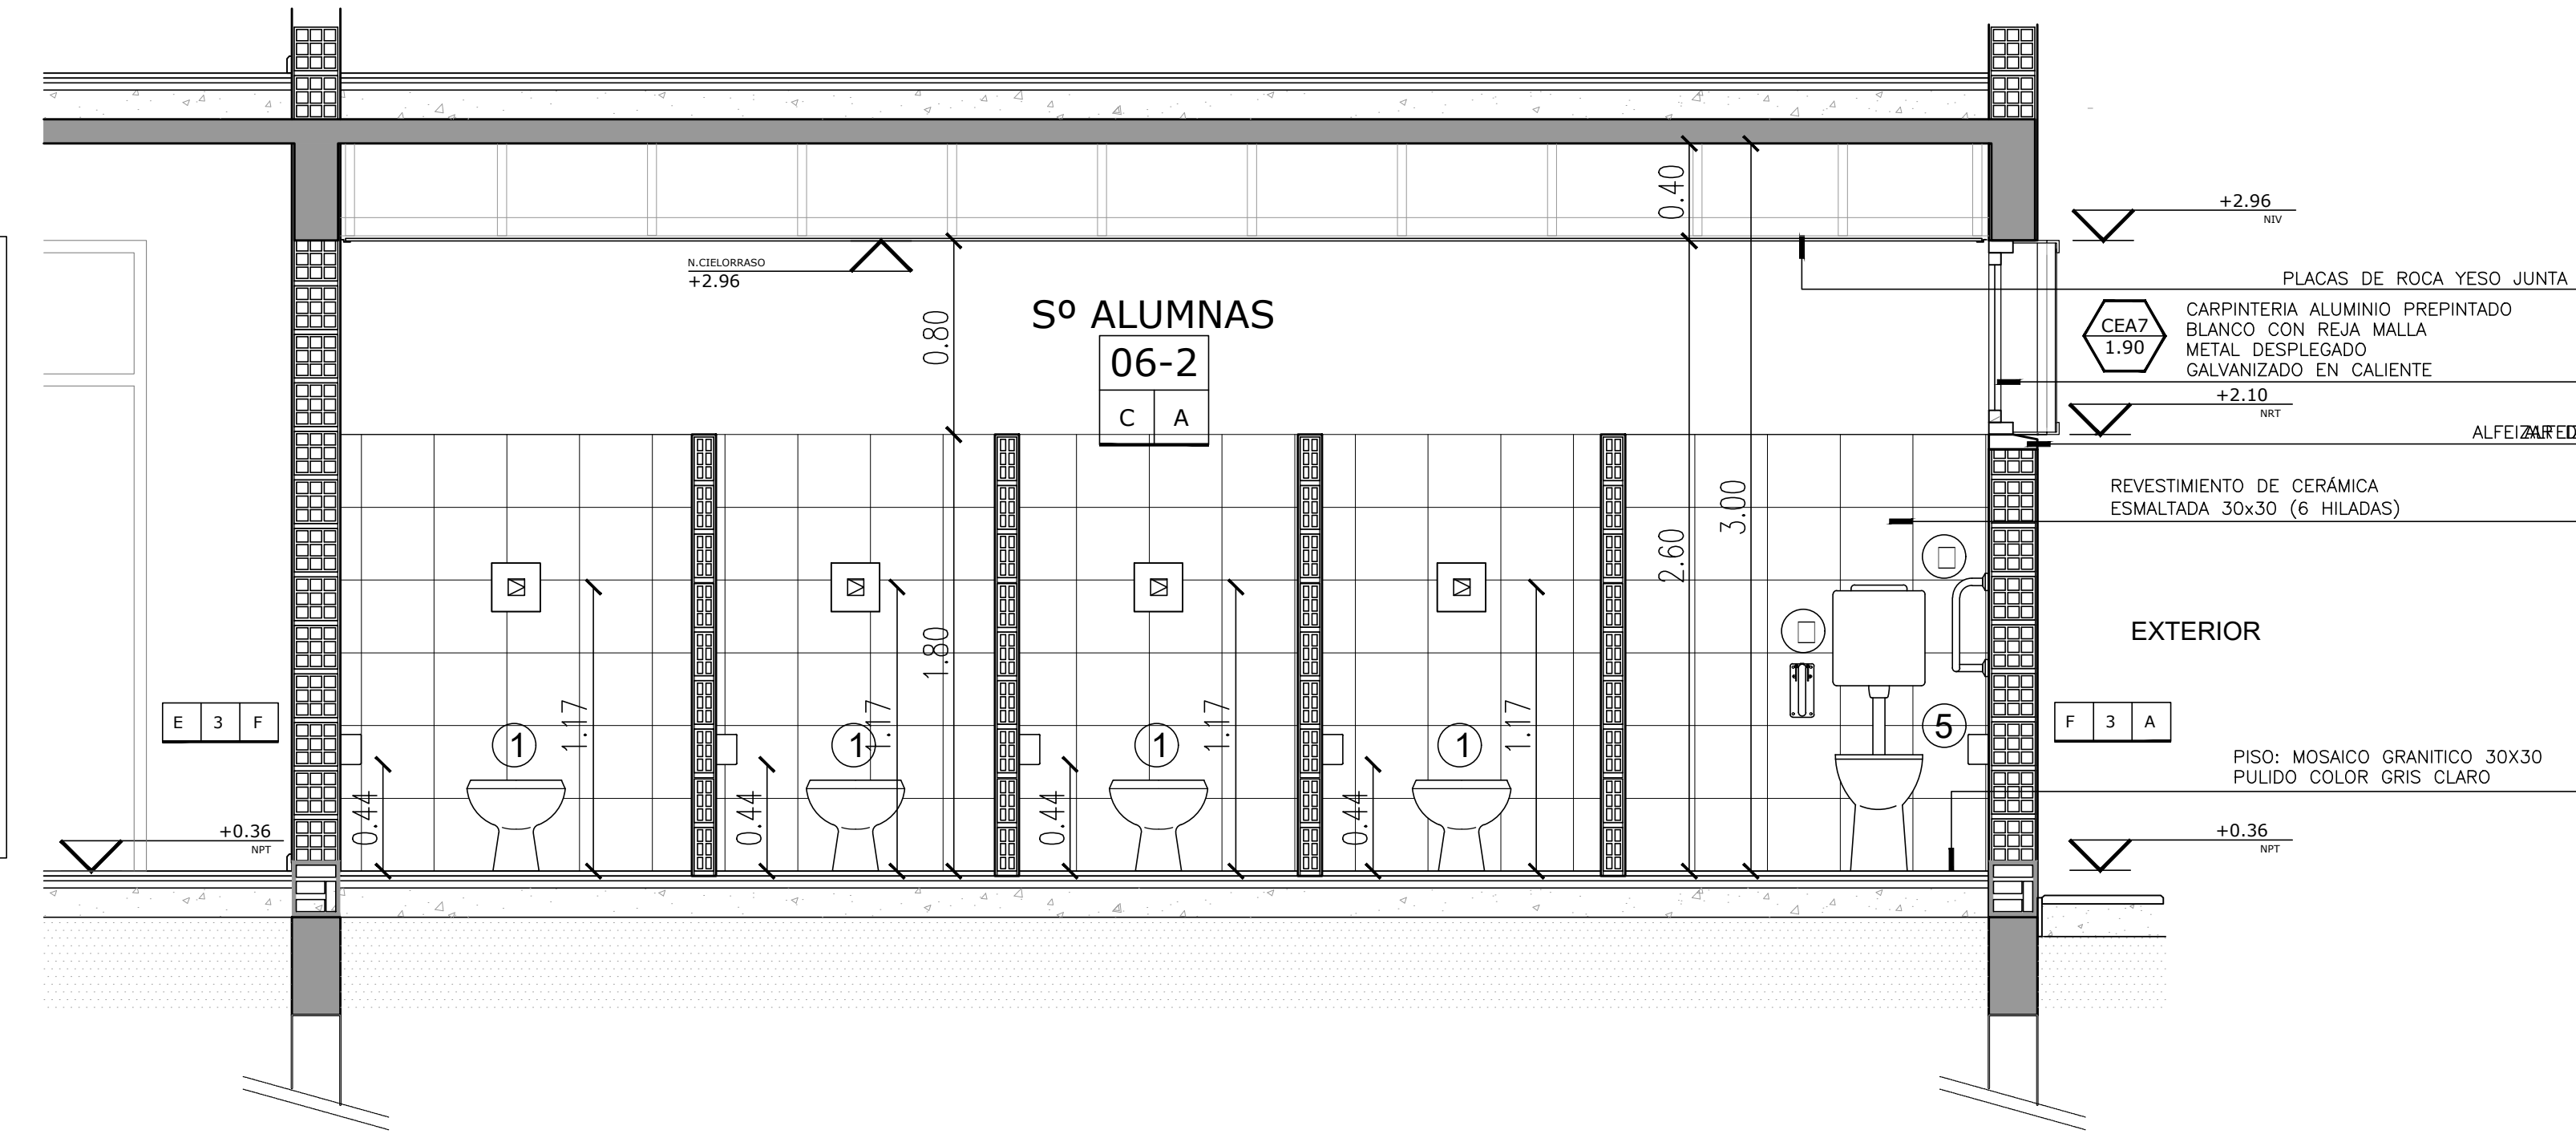 +2.96
NIV
0.40
N.CIELORRASO
+2.96
PLACAS DE ROCA YESO JUNTA
Sº ALUMNAS
06-2
C A
0.80
CEA7
1.90
CARPINTERIA ALUMINIO PREPINTADO
BLANCO CON REJA MALLA
METAL DESPLEGADO
GALVANIZADO EN CALIENTE
+2.10
NRT
REVESTIMIENTO DE CERÁMICA
ESMALTADA 30x30 (6 HILADAS)
3.00
2.60
1.80
EXTERIOR
E 3 F
1.17
1.17
1.17
1.17
F 3 A
1
1
1
1
5
PISO: MOSAICO GRANITICO 30X30
PULIDO COLOR GRIS CLARO
0.44
0.44
0.44
0.44
+0.36
NPT
+0.36
NPT